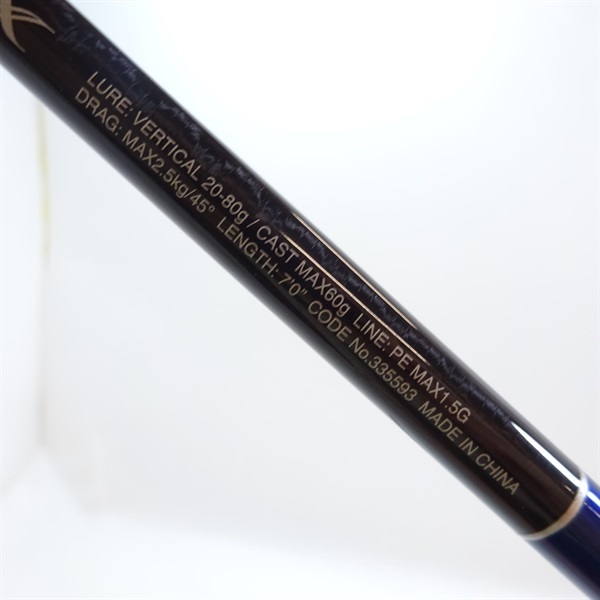 LURE: VERTICAL 20-80g / CAST MAX60g LINE: PE MAX1.5G
DRAG: MAX2.5kg/45° LENGTH: 7'0" CODE No.335593 MADE IN CHINA